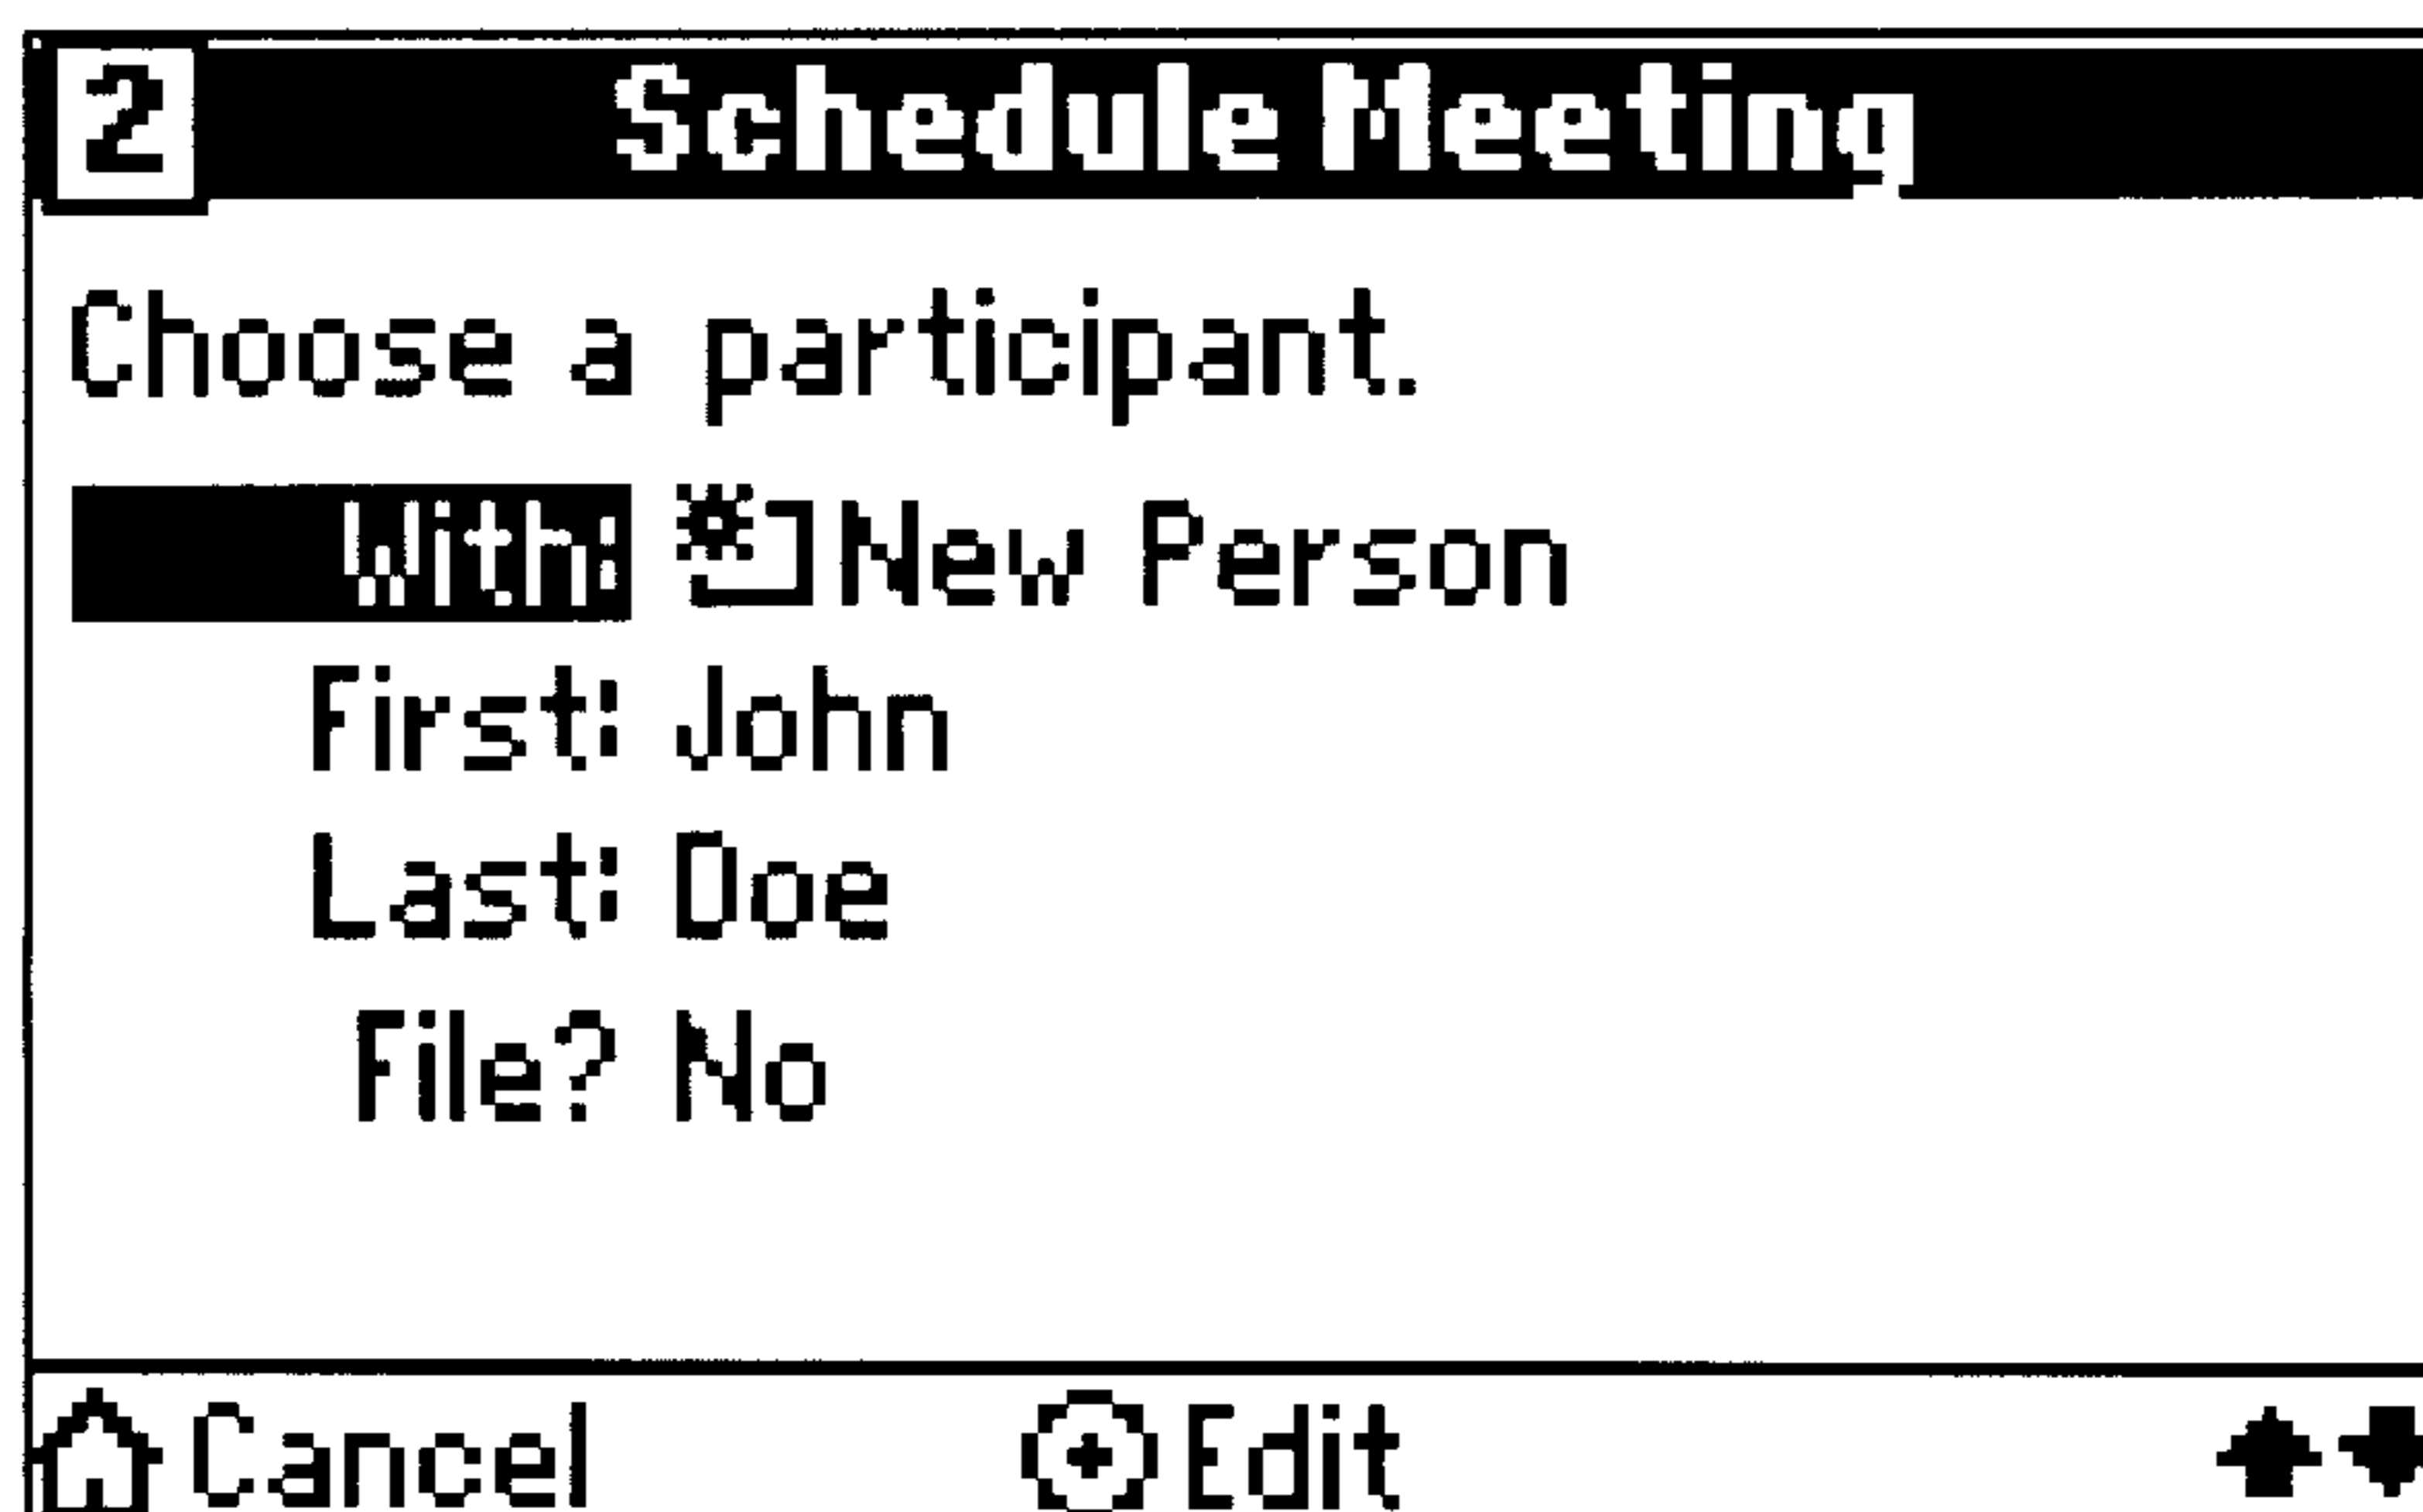 2 Schedule Meeting
Choose a participant.
With: New Person
First: John
Last: Doe
File? No
Cancel Edit